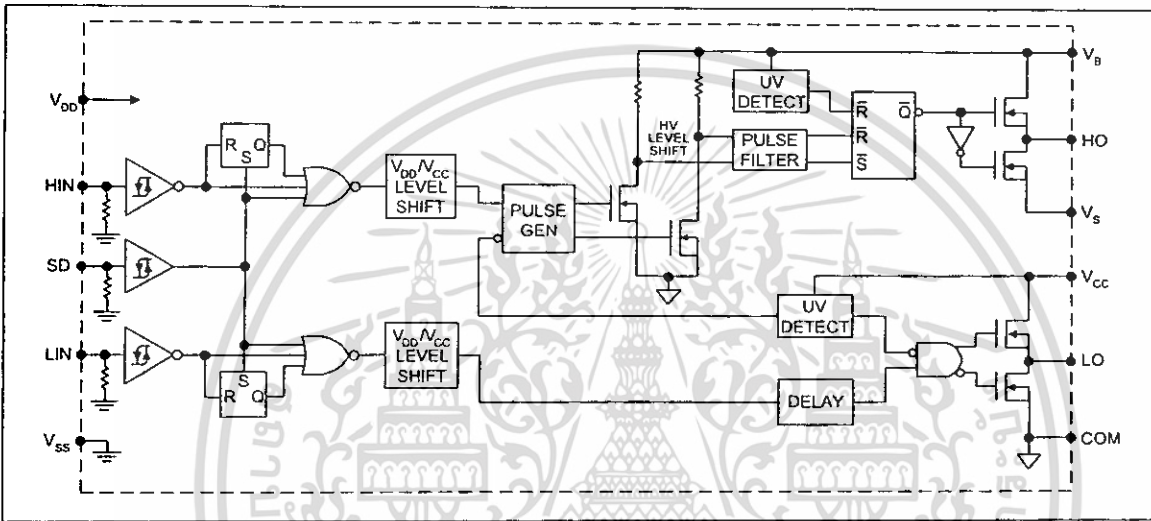 V_B
UV
DETECT
V_DD
R̅
Q̅
HV
LEVEL
SHIFT
R Q
S
PULSE
FILTER
R̅
S̅
HO
HIN
V_DD/V_CC
LEVEL
SHIFT
PULSE
GEN
V_S
SD
V_CC
UV
DETECT
LIN
V_DD/V_CC
LEVEL
SHIFT
LO
S
R Q
DELAY
V_SS
COM